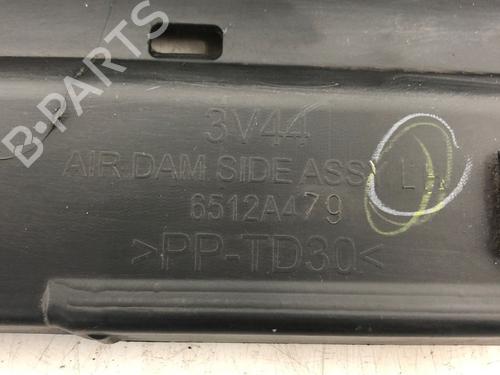 B-PARTS
3V44
AIR.DAM SIDE ASSY L
6512A479
>PP-TD30<